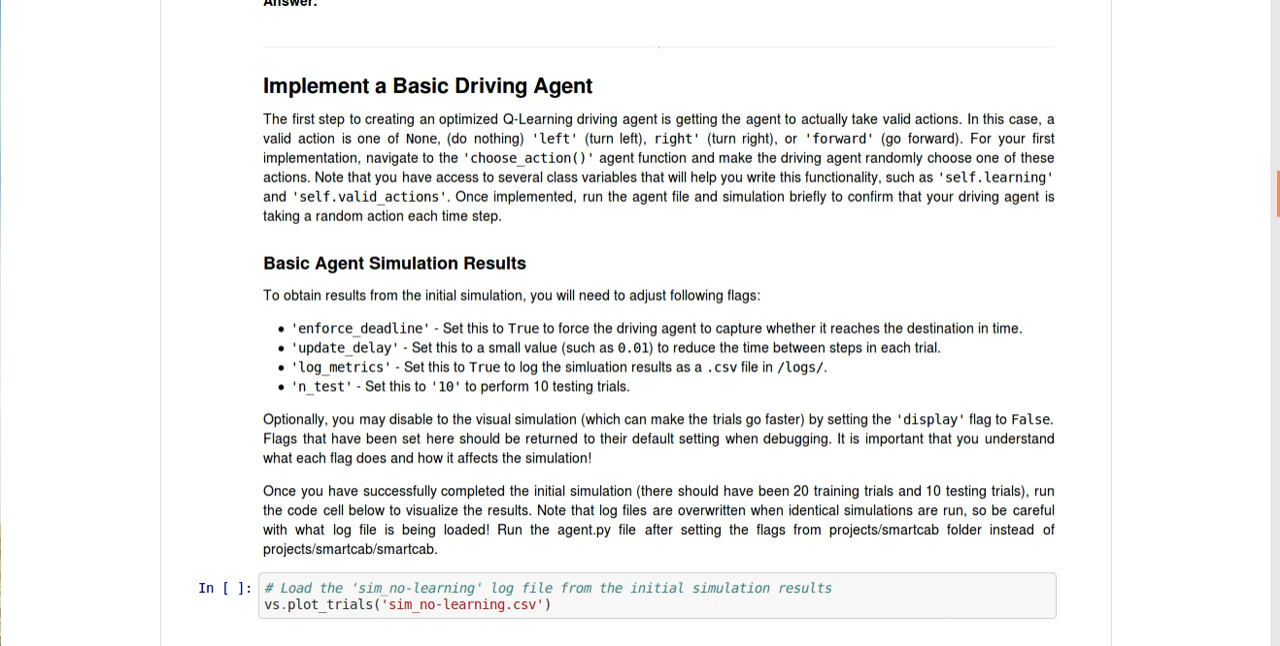 Answer:
Implement a Basic Driving Agent
The first step to creating an optimized Q-Learning driving agent is getting the agent to actually take valid actions. In this case, a
valid action is one of None, (do nothing) 'left' (turn left), right' (turn right), or 'forward' (go forward). For your first
implementation, navigate to the 'choose_action()' agent function and make the driving agent randomly choose one of these
actions. Note that you have access to several class variables that will help you write this functionality, such as 'self.learning'
and 'self.valid_actions'. Once implemented, run the agent file and simulation briefly to confirm that your driving agent is
taking a random action each time step.
Basic Agent Simulation Results
To obtain results from the initial simulation, you will need to adjust following flags:
• 'enforce_deadline' - Set this to True to force the driving agent to capture whether it reaches the destination in time.
• 'update_delay' - Set this to a small value (such as 0.01) to reduce the time between steps in each trial.
• 'log_metrics' - Set this to True to log the simluation results as a .csv file in /logs/.
• 'n_test' - Set this to '10' to perform 10 testing trials.
Optionally, you may disable to the visual simulation (which can make the trials go faster) by setting the 'display' flag to False.
Flags that have been set here should be returned to their default setting when debugging. It is important that you understand
what each flag does and how it affects the simulation!
Once you have successfully completed the initial simulation (there should have been 20 training trials and 10 testing trials), run
the code cell below to visualize the results. Note that log files are overwritten when identical simulations are run, so be careful
with what log file is being loaded! Run the agent.py file after setting the flags from projects/smartcab folder instead of
projects/smartcab/smartcab.
In [ ]: # Load the 'sim_no-learning' log file from the initial simulation results
vs.plot_trials('sim_no-learning.csv')